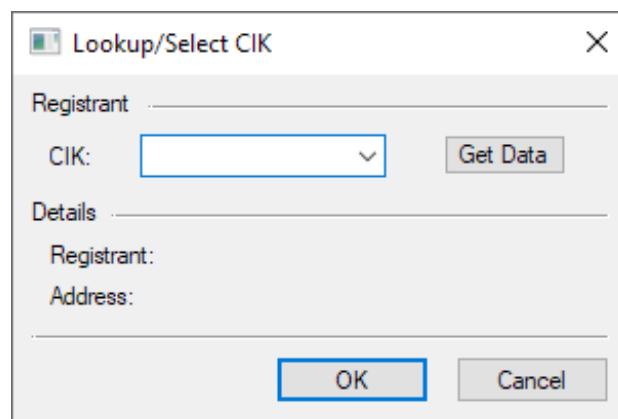 Lookup/Select CIK
Registrant
CIK: Get Data
Details
Registrant:
Address:
OK Cancel